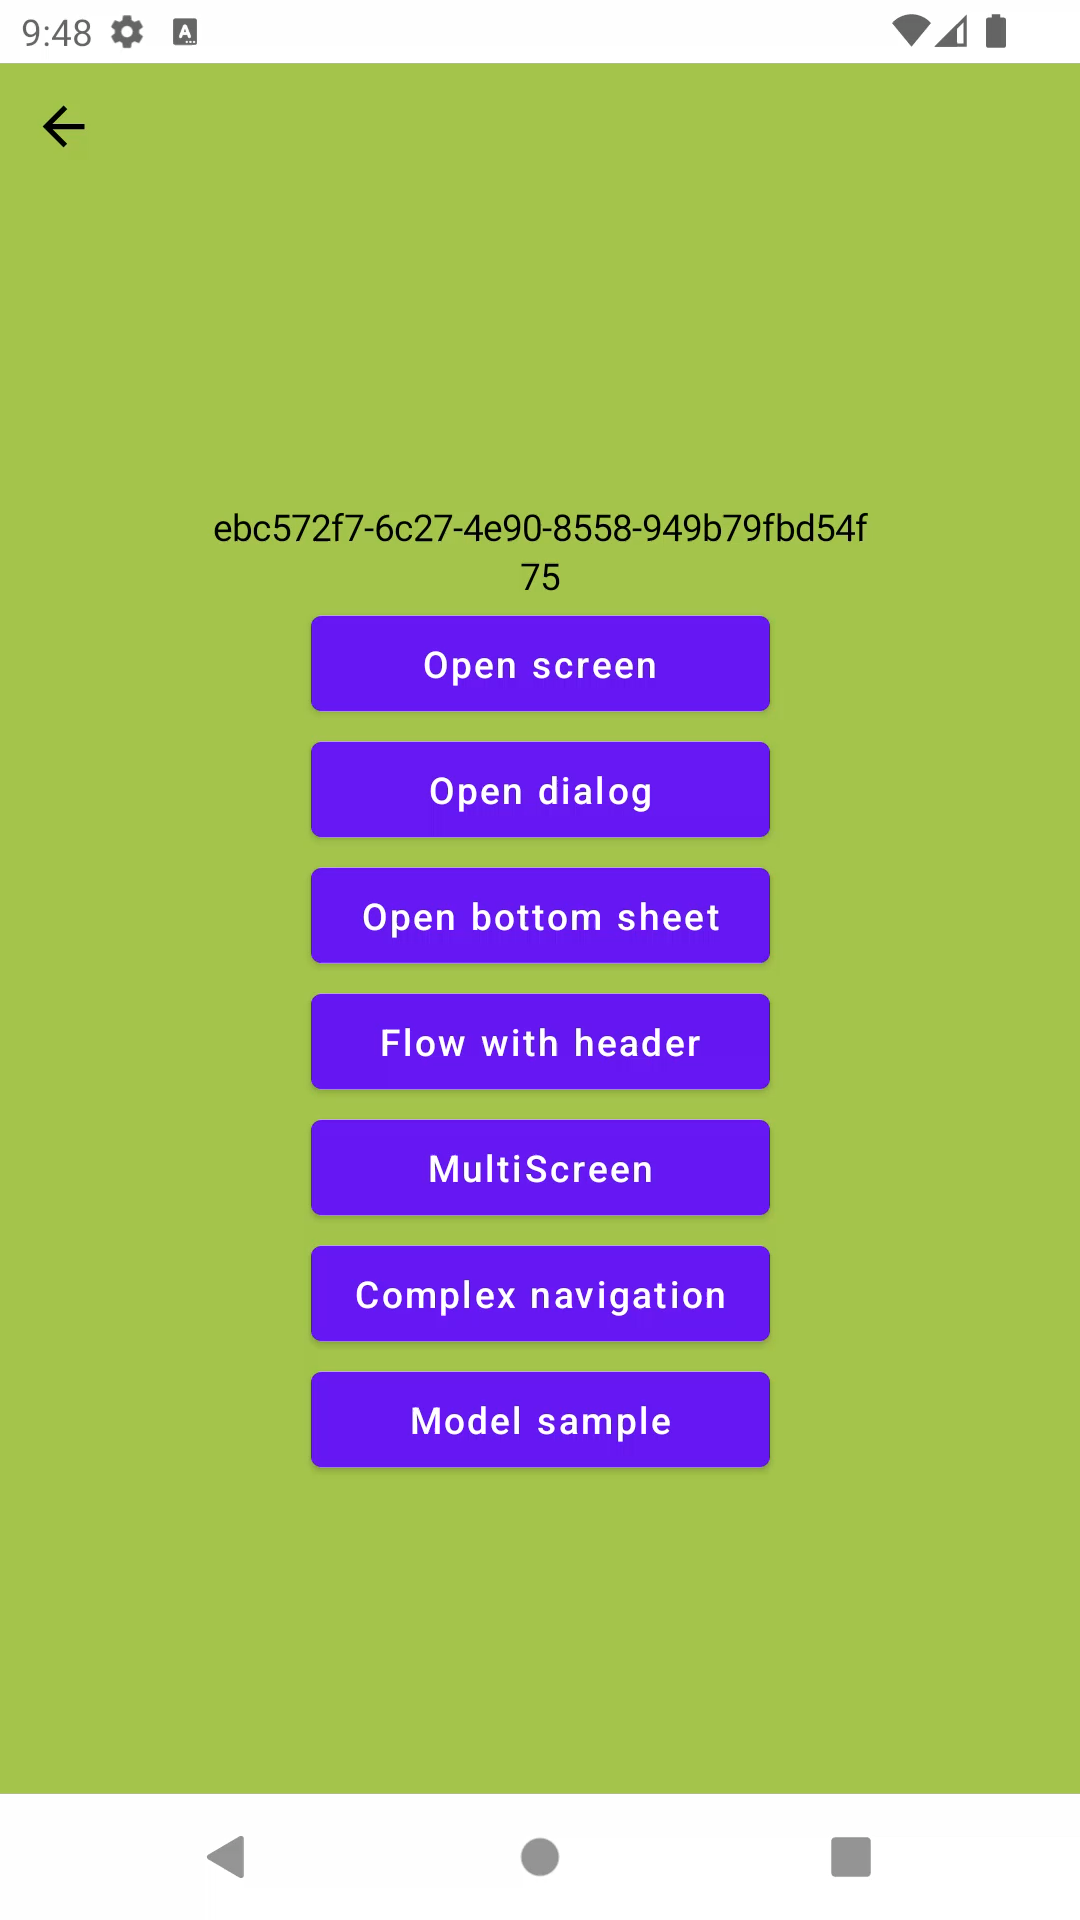 9:48
A
ebc572f7-6c27-4e90-8558-949b79fbd54f
75
Open screen
Open dialog
Open bottom sheet
Flow with header
MultiScreen
Complex navigation
Model sample